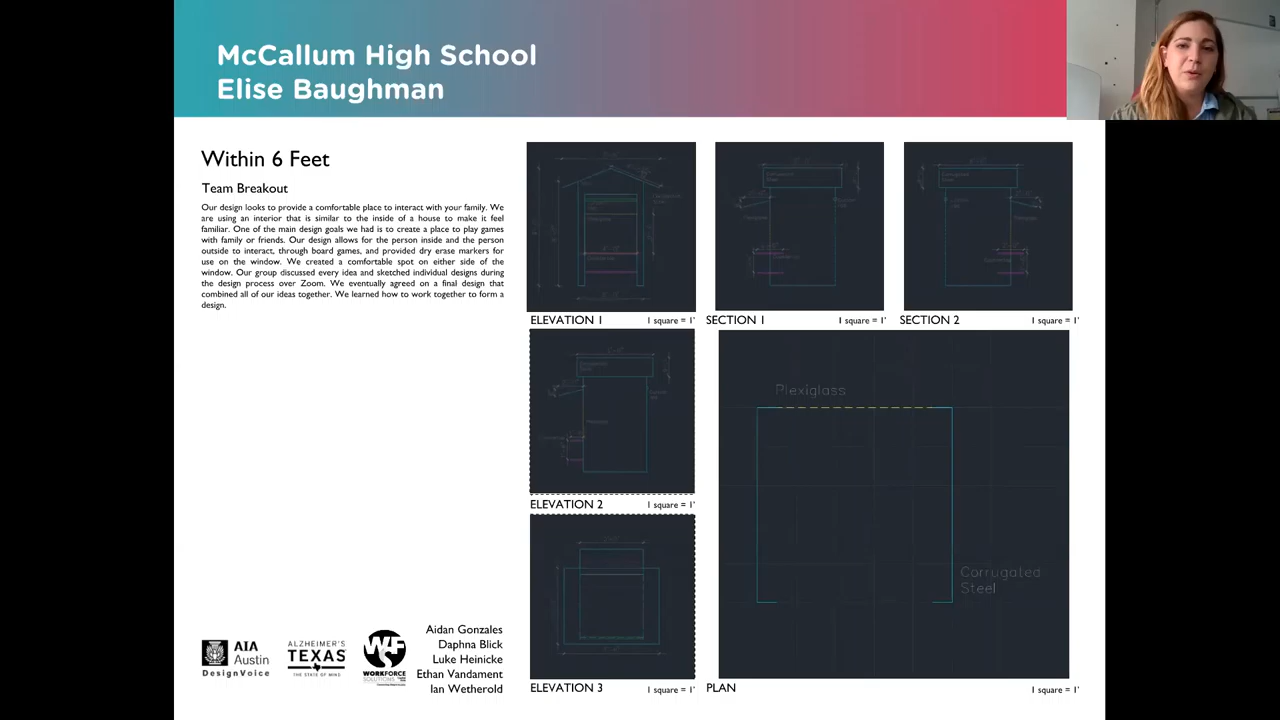 McCallum High School
Elise Baughman
Within 6 Feet
Team Breakout
Our design looks to provide a comfortable place to interact with your family. We
are using an interior that is similar to the inside of a house to make it feel
familiar. One of the main design goals we had is to create a place to play games
with family or friends. Our design allows for the person inside and the person
outside to interact, through board games, and provided dry erase markers for
use on the window. We created a comfortable spot on either side of the
window. Our group discussed every idea and sketched individual designs during
the design process over Zoom. We eventually agreed on a final design that
combined all of our ideas together. We learned how to work together to form a
design.
ELEVATION 1 1 square = 1'
SECTION 1 1 square = 1'
SECTION 2 1 square = 1'
ELEVATION 2 1 square = 1'
Plexiglass
Corrugated
Steel
ELEVATION 3 1 square = 1'
PLAN 1 square = 1'
AIA
Austin
DesignVoice
ALZHEIMER'S
TEXAS
THE STATE OF MIND
WF
WORKFORCE
SOLUTIONS
Aidan Gonzales
Daphna Blick
Luke Heinicke
Ethan Vandament
Ian Wetherold